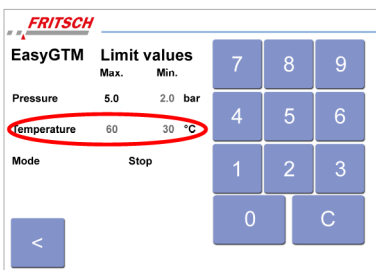 FRITSCH
EasyGTM Limit values
Max. Min.
Pressure 5.0 2.0 bar
Temperature 60 30 °C
Mode Stop
7 8 9
4 5 6
1 2 3
0 C
<